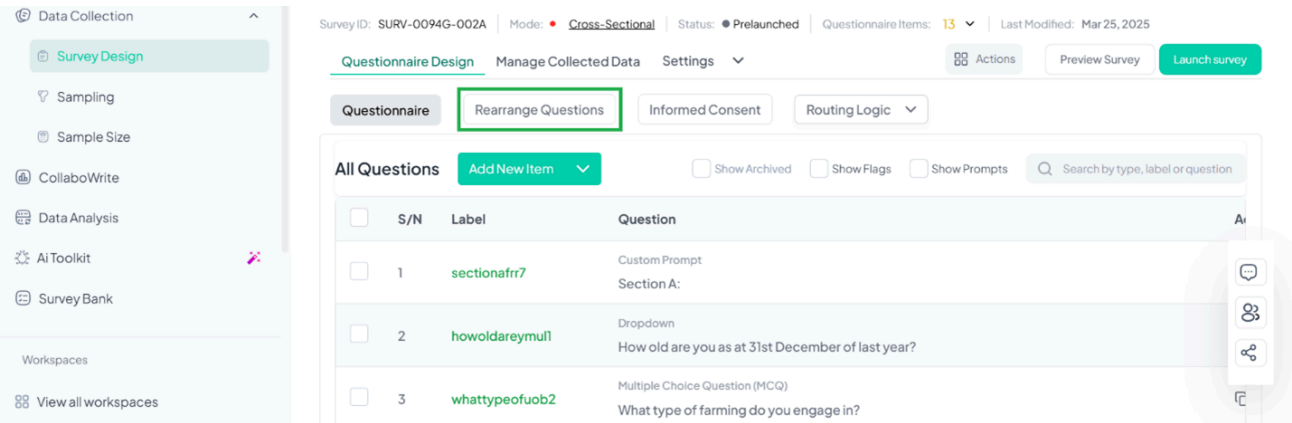 Data Collection
Survey Design
Sampling
Sample Size
CollaboWrite
Data Analysis
Ai Toolkit
Survey Bank
Workspaces
View all workspaces
Survey ID: SURV-0094G-002A Mode: Cross-Sectional Status: Prelaunched Questionnaire Items: 13 Last Modified: Mar 25, 2025
Questionnaire Design Manage Collected Data Settings Actions Preview Survey Launch survey
Questionnaire Rearrange Questions Informed Consent Routing Logic
All Questions Add New Item Show Archived Show Flags Show Prompts Search by type, label or question
S/N Label Question
Custom Prompt
1 sectionafrr7 Section A:
Dropdown
2 howoldareymul1 How old are you as at 31st December of last year?
Multiple Choice Question (MCQ)
3 whattypeofuob2 What type of farming do you engage in?